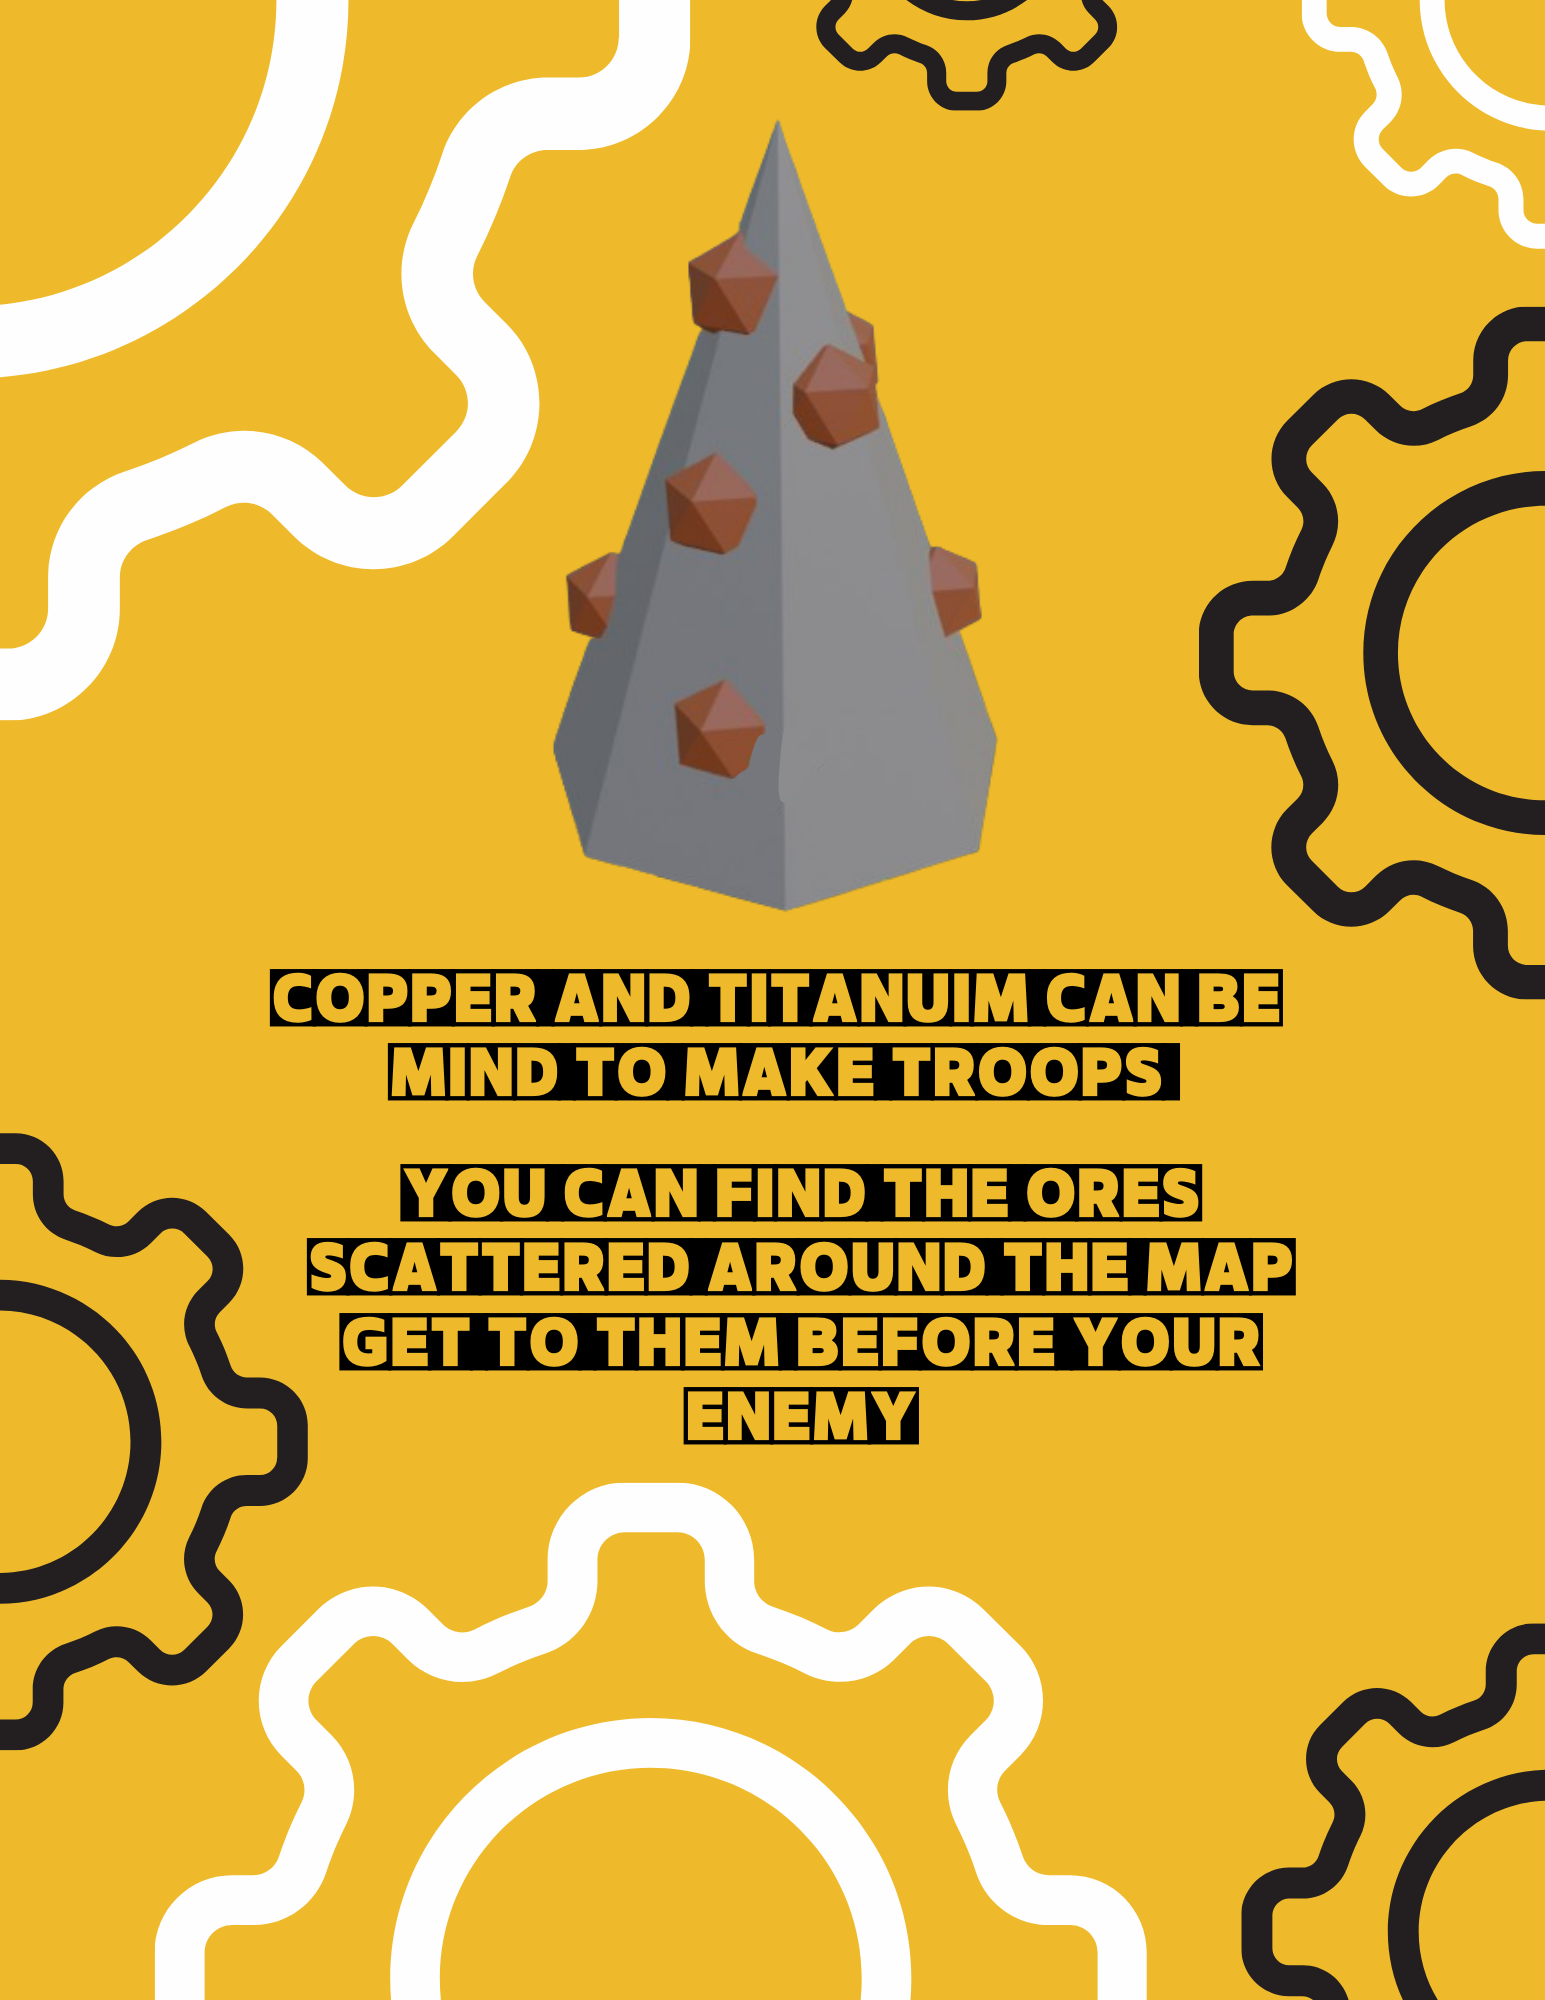 COPPER AND TITANUIM CAN BE
MIND TO MAKE TROOPS
YOU CAN FIND THE ORES
SCATTERED AROUND THE MAP
GET TO THEM BEFORE YOUR
ENEMY